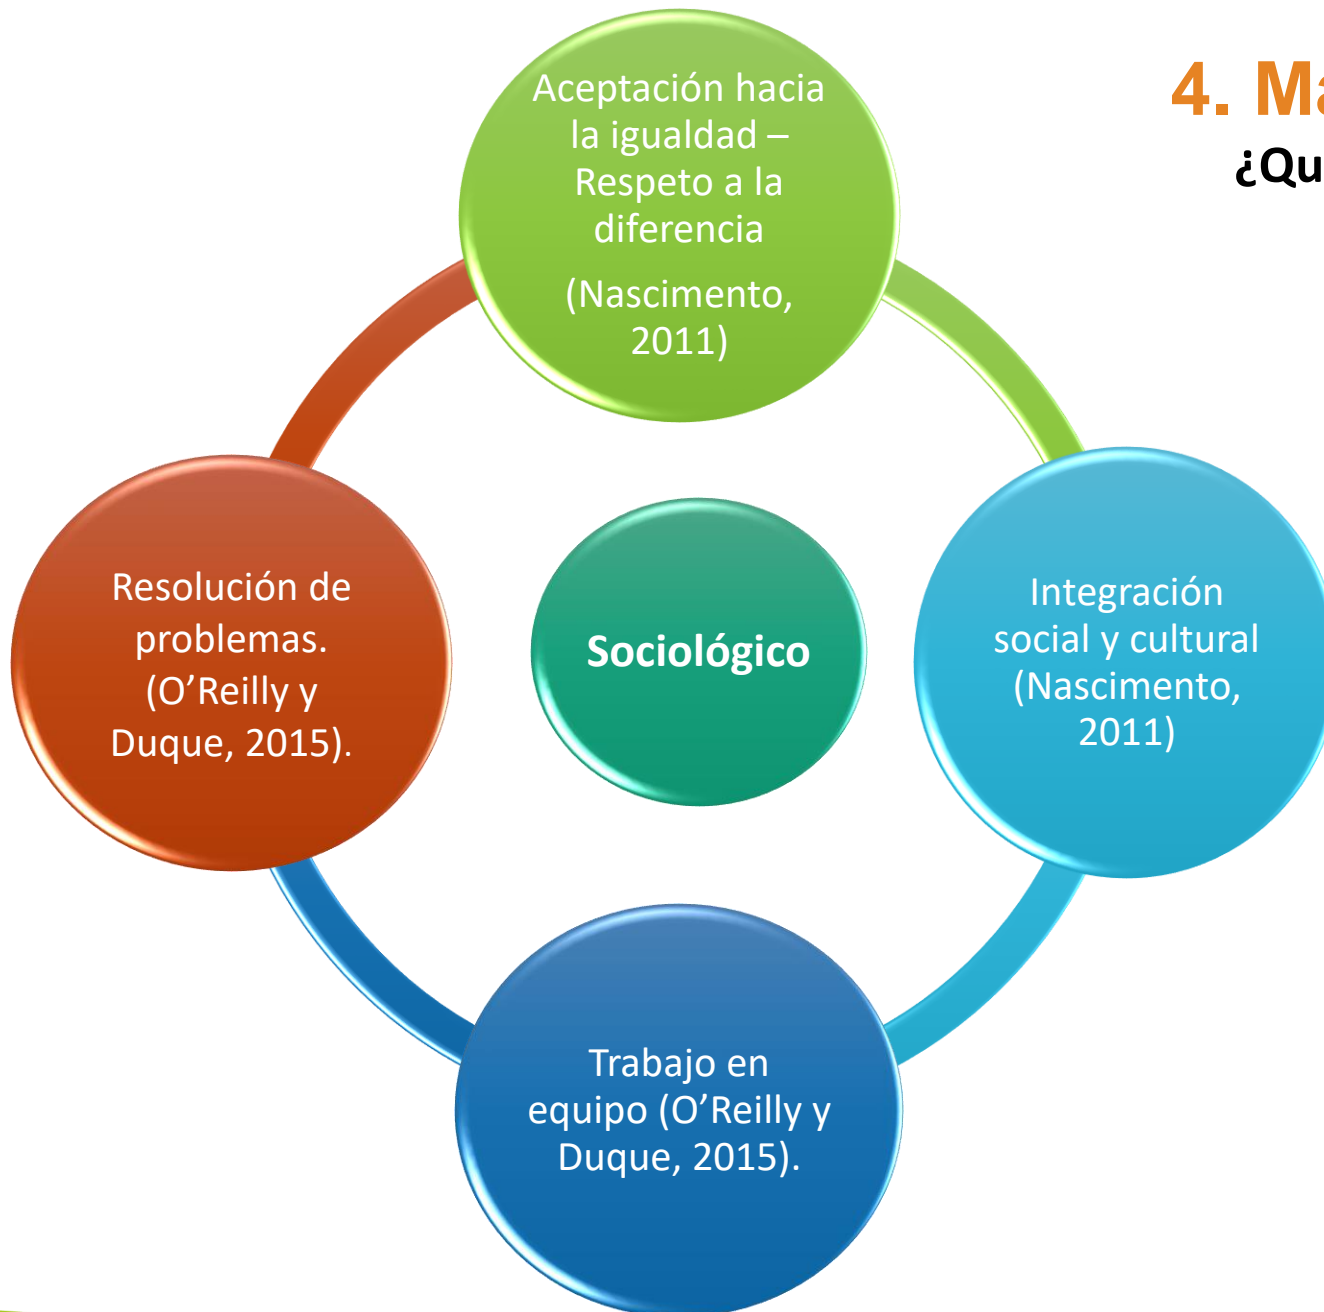 4. Ma
¿Qu
Aceptación hacia
la igualdad –
Respeto a la
diferencia
(Nascimento,
2011)
Integración
social y cultural
(Nascimento,
2011)
Trabajo en
equipo (O’Reilly y
Duque, 2015).
Resolución de
problemas.
(O’Reilly y
Duque, 2015).
Sociológico